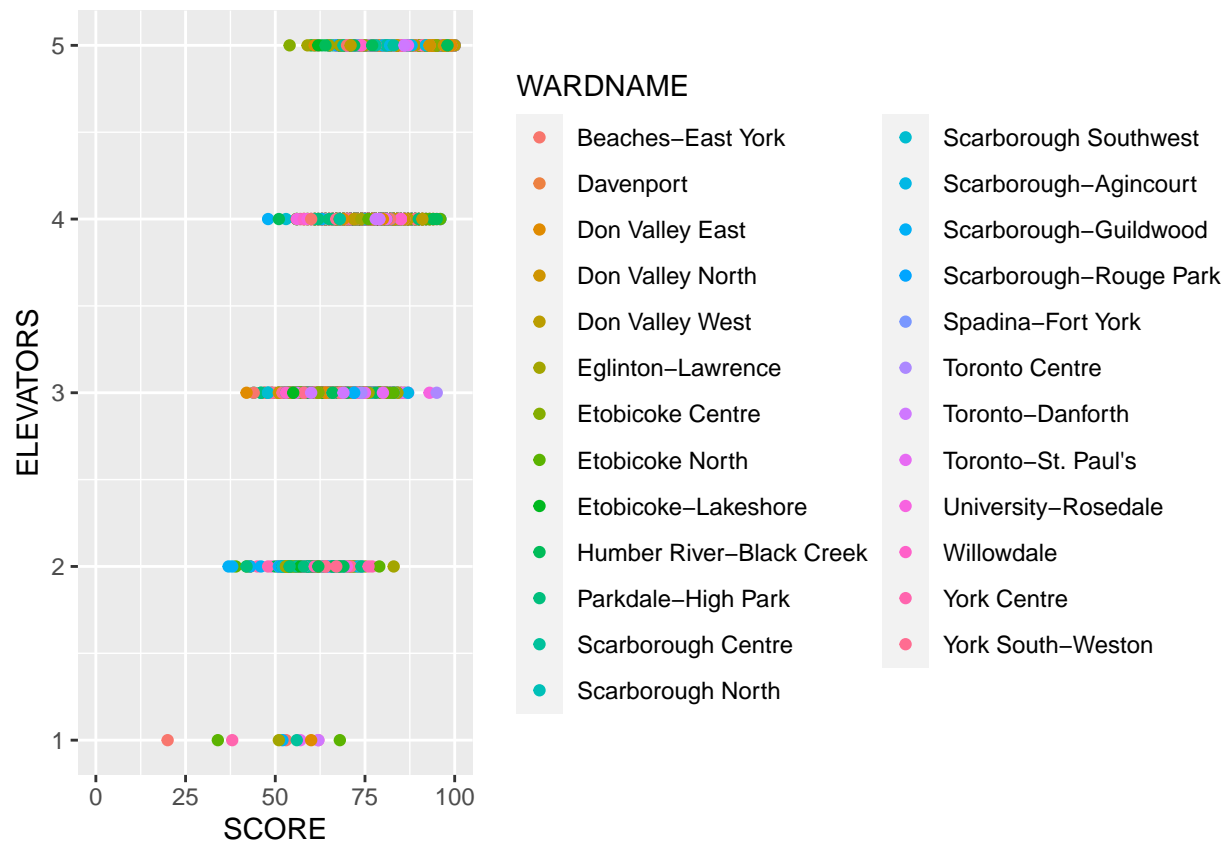 5
4
3
2
1
ELEVATORS
0 25 50 75 100
SCORE
WARDNAME
Beaches−East York
Davenport
Don Valley East
Don Valley North
Don Valley West
Eglinton−Lawrence
Etobicoke Centre
Etobicoke North
Etobicoke−Lakeshore
Humber River−Black Creek
Parkdale−High Park
Scarborough Centre
Scarborough North
Scarborough Southwest
Scarborough−Agincourt
Scarborough−Guildwood
Scarborough−Rouge Park
Spadina−Fort York
Toronto Centre
Toronto−Danforth
Toronto−St. Paul's
University−Rosedale
Willowdale
York Centre
York South−Weston